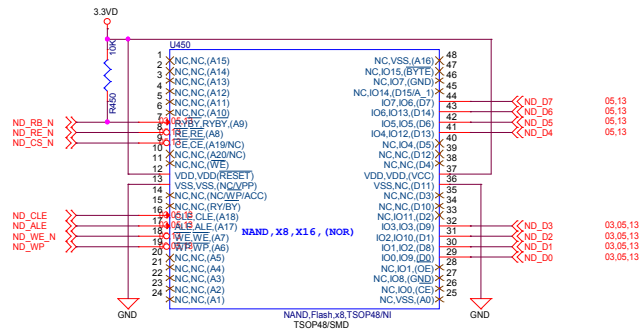 3.3VD
10K
R450
U450
1
2
3
4
5
6
7
8
9
10
11
12
13
14
15
16
17
18
19
20
21
22
23
24
NC,NC,(A15)
NC,NC,(A14)
NC,NC,(A13)
NC,NC,(A12)
NC,NC,(A11)
NC,NC,(A10)
RYBY,RYBY,(A9)
RE,RE,(A8)
CE,CE,(A19/NC)
NC,NC,(A20/NC)
NC,NC,(WE)
VDD,VDD(RESET)
VSS,VSS,(NC/VPP)
NC,NC,(NC/WP/ACC)
NC,NC,(RY/BY)
CLE,CLE,(A18)
ALE,ALE,(A17)
WE,WE,(A7)
WP,WP,(A6)
NC,NC,(A5)
NC,NC,(A4)
NC,NC,(A3)
NC,NC,(A2)
NC,NC,(A1)
ND_RB_N
ND_RE_N
ND_CS_N
ND_CLE
ND_ALE
ND_WE_N
ND_WP
GND
NAND,X8,X16,(NOR)
NC,VSS,(A16)
NC,IO15,(BYTE)
NC,IO7,(GND)
NC,IO14,(D15/A_1)
IO7,IO6,(D7)
IO6,IO13,(D14)
IO5,IO5,(D6)
IO4,IO12,(D13)
NC,IO4,(D5)
NC,NC,(D12)
NC,NC,(D4)
VDD,VDD,(VCC)
VSS,NC,(D11)
NC,NC,(D3)
NC,IO11,(D2)
IO3,IO3,(D9)
IO2,IO10,(D1)
IO1,IO2,(D8)
IO0,IO9,(D0)
NC,IO1,(OE)
NC,IO8,(GND)
NC,IO0,(CE)
NC,VSS,(A0)
48
47
46
45
44
43
42
41
40
39
38
37
36
35
34
33
32
31
30
29
28
27
26
25
ND_D7 05,13
ND_D6 05,13
ND_D5 05,13
ND_D4 05,13
ND_D3 03,05,13
ND_D2 03,05,13
ND_D1 03,05,13
ND_D0 03,05,13
GND
NAND,Flash,x8,TSOP48/NI
TSOP48/SMD